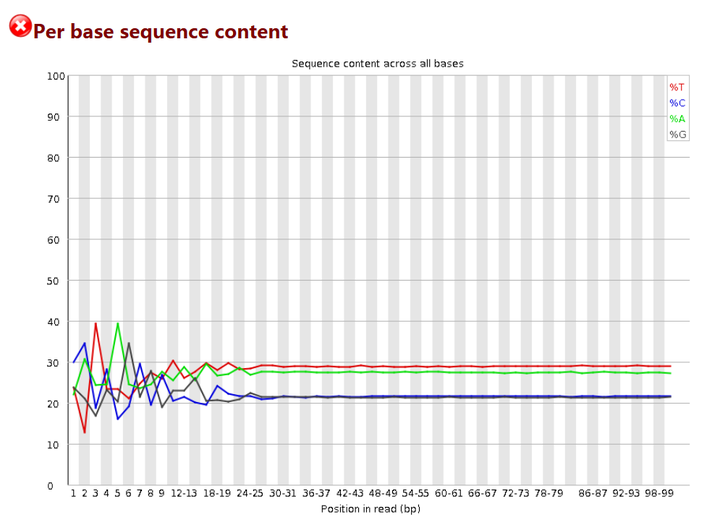 Per base sequence content
Sequence content across all bases
%T
%C
%A
%G
100
90
80
70
60
50
40
30
20
10
0
1 2 3 4 5 6 7 8 9 12-13 18-19 24-25 30-31 36-37 42-43 48-49 54-55 60-61 66-67 72-73 78-79 86-87 92-93 98-99
Position in read (bp)